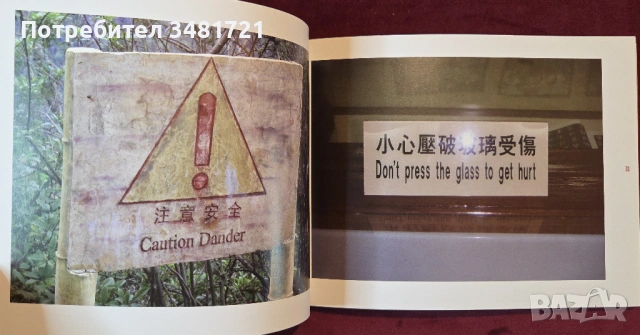 Потребител 3481721
注意安全
Caution Dander
小心壓破玻璃受傷
Don't press the glass to get hurt
BAZAR